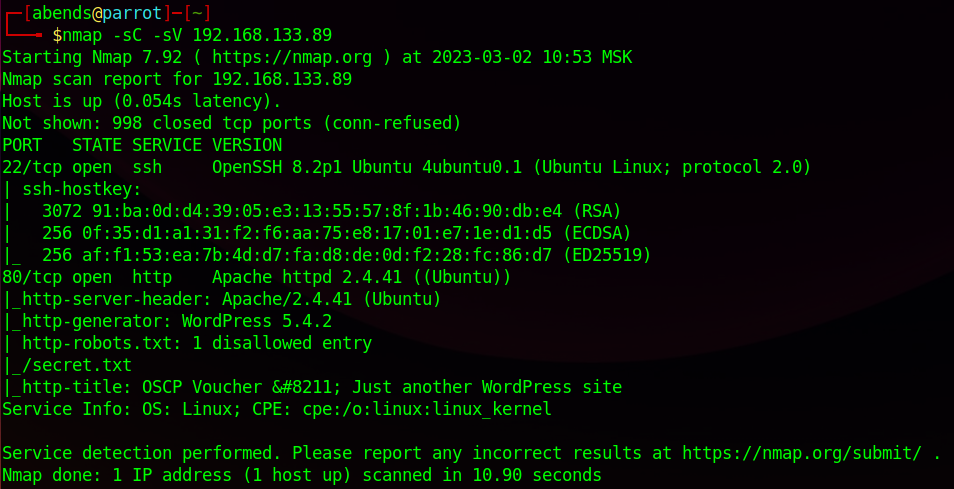 ┌─[abends@parrot]─[~]
└──╼ $nmap -sC -sV 192.168.133.89
Starting Nmap 7.92 ( https://nmap.org ) at 2023-03-02 10:53 MSK
Nmap scan report for 192.168.133.89
Host is up (0.054s latency).
Not shown: 998 closed tcp ports (conn-refused)
PORT   STATE SERVICE VERSION
22/tcp open  ssh     OpenSSH 8.2p1 Ubuntu 4ubuntu0.1 (Ubuntu Linux; protocol 2.0)
| ssh-hostkey:
|   3072 91:ba:0d:d4:39:05:e3:13:55:57:8f:1b:46:90:db:e4 (RSA)
|   256 0f:35:d1:a1:31:f2:f6:aa:75:e8:17:01:e7:1e:d1:d5 (ECDSA)
|_  256 af:f1:53:ea:7b:4d:d7:fa:d8:de:0d:f2:28:fc:86:d7 (ED25519)
80/tcp open  http    Apache httpd 2.4.41 ((Ubuntu))
|_http-server-header: Apache/2.4.41 (Ubuntu)
|_http-generator: WordPress 5.4.2
| http-robots.txt: 1 disallowed entry
|_/secret.txt
|_http-title: OSCP Voucher &#8211; Just another WordPress site
Service Info: OS: Linux; CPE: cpe:/o:linux:linux_kernel

Service detection performed. Please report any incorrect results at https://nmap.org/submit/ .
Nmap done: 1 IP address (1 host up) scanned in 10.90 seconds